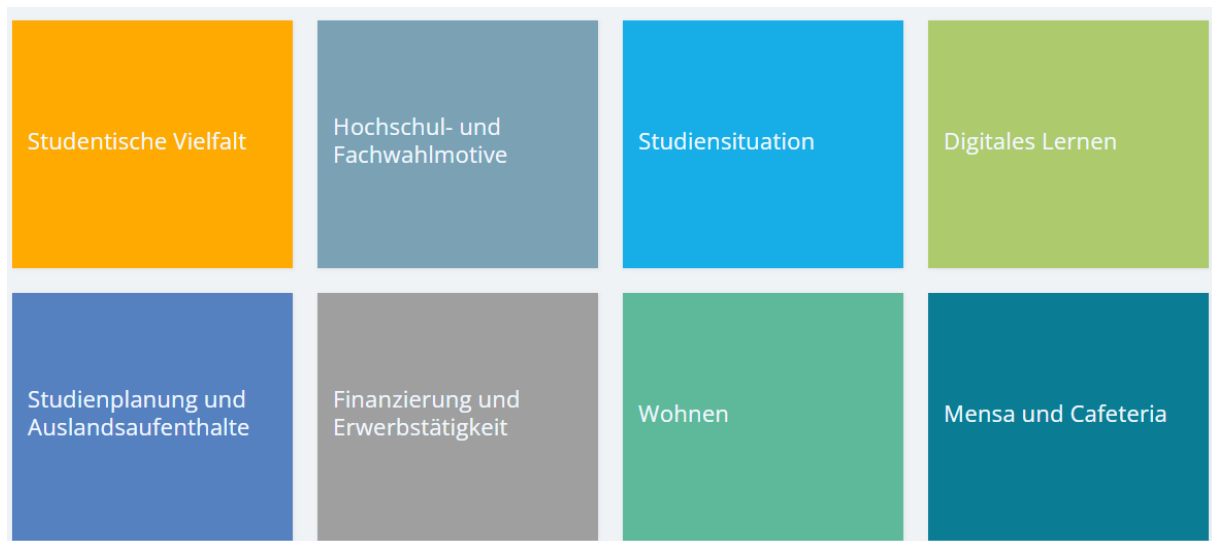 Studentische Vielfalt
Hochschul- und
Fachwahlmotive
Studiensituation
Digitales Lernen
Studienplanung und
Auslandsaufenthalte
Finanzierung und
Erwerbstätigkeit
Wohnen
Mensa und Cafeteria